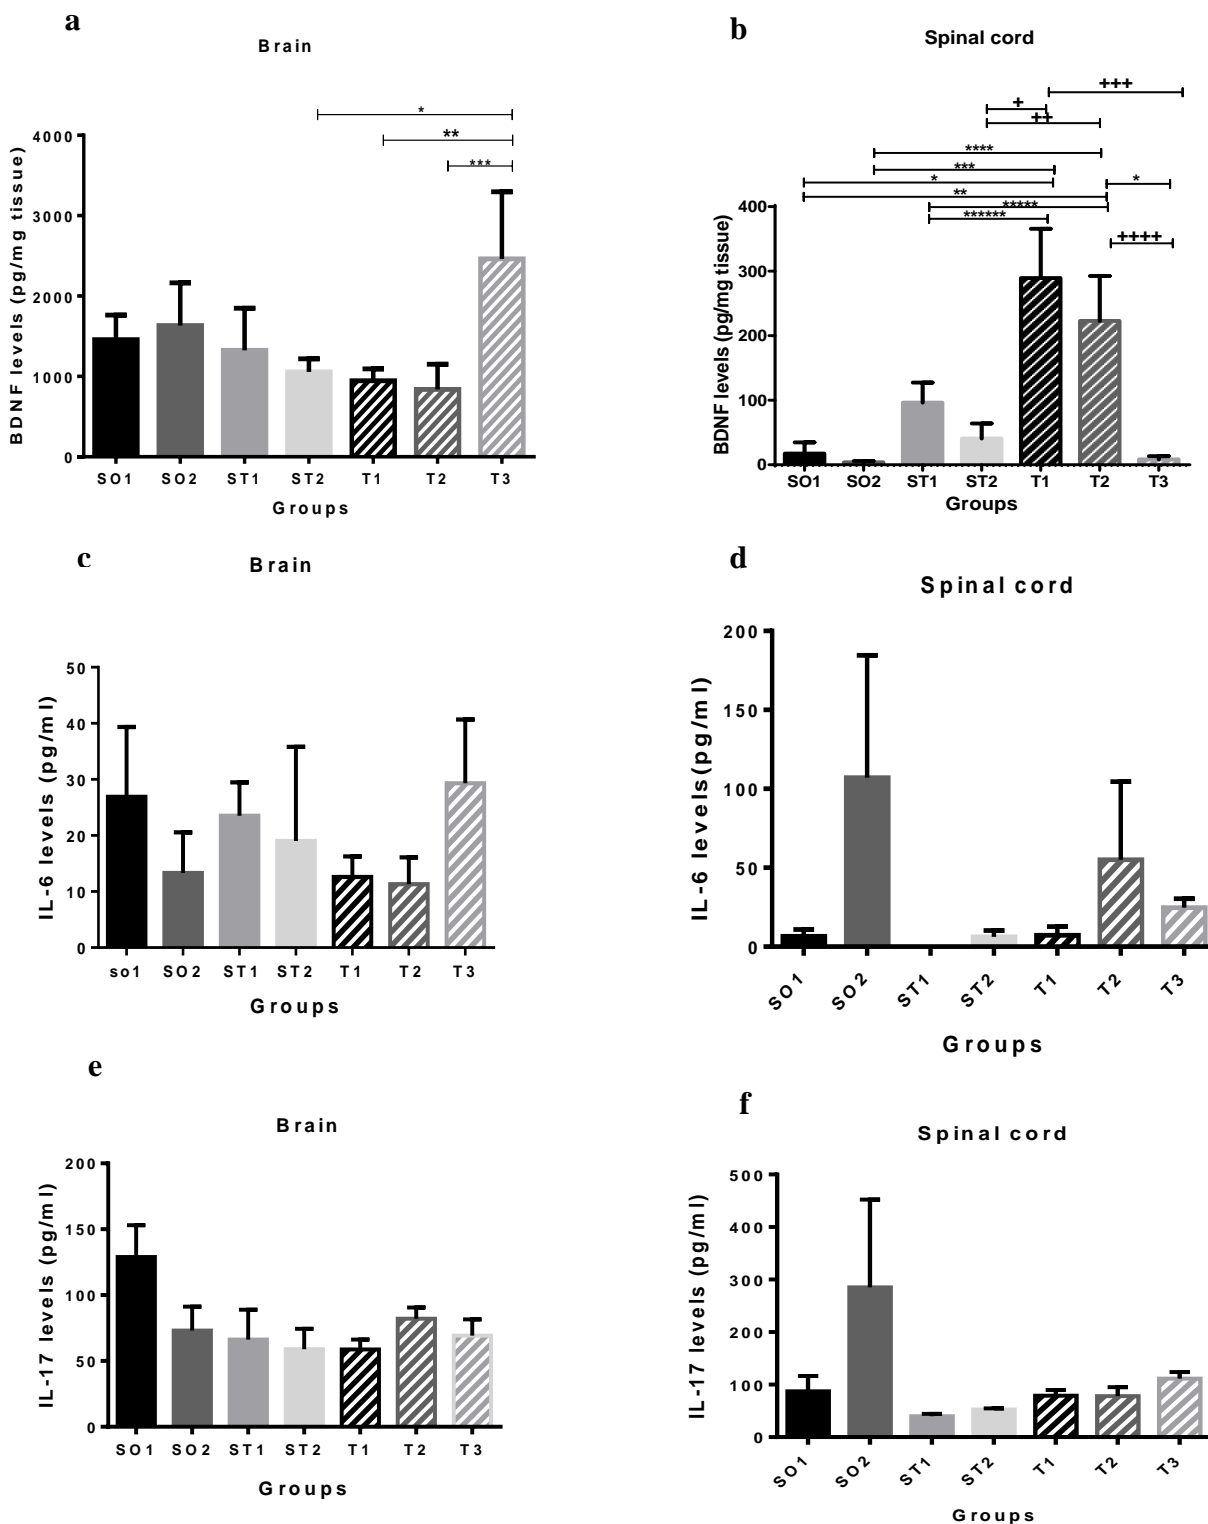 a
Brain
*
**
***
BDNF levels (pg/mg tissue)
4000
3000
2000
1000
0
SO1 SO2 ST1 ST2 T1 T2 T3
Groups
b
Spinal cord
+++
+
++
****
***
*
*
**
*****
******
++++
BDNF levels (pg/mg tissue)
400
300
200
100
0
SO1 SO2 ST1 ST2 T1 T2 T3
Groups
c
Brain
IL-6 levels (pg/ml)
50
40
30
20
10
0
so1 SO2 ST1 ST2 T1 T2 T3
Groups
d
Spinal cord
IL-6 levels(pg/ml)
200
150
100
50
0
SO1 SO2 ST1 ST2 T1 T2 T3
Groups
e
Brain
IL-17 levels (pg/ml)
200
150
100
50
0
SO1 SO2 ST1 ST2 T1 T2 T3
Groups
f
Spinal cord
IL-17 levels (pg/ml)
500
400
300
200
100
0
SO1 SO2 ST1 ST2 T1 T2 T3
Groups